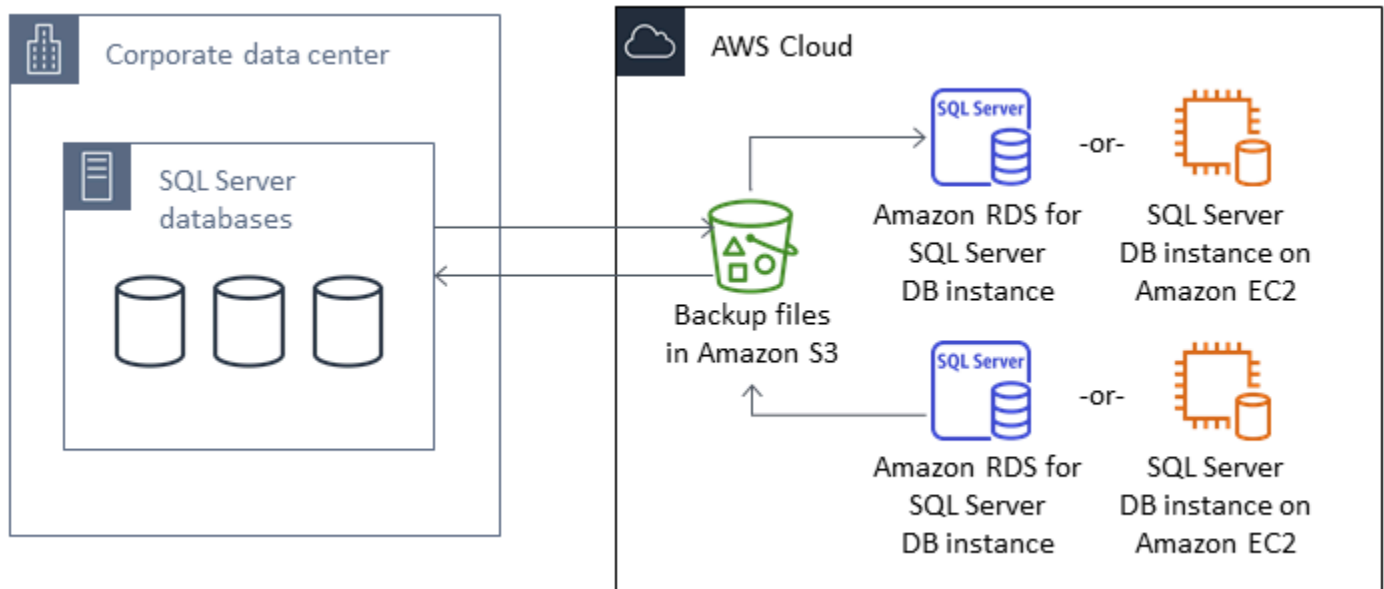 Corporate data center
SQL Server
databases
AWS Cloud
SQL Server
-or-
Amazon RDS for
SQL Server
DB instance
SQL Server
DB instance on
Amazon EC2
Backup files
in Amazon S3
SQL Server
-or-
Amazon RDS for
SQL Server
DB instance
SQL Server
DB instance on
Amazon EC2